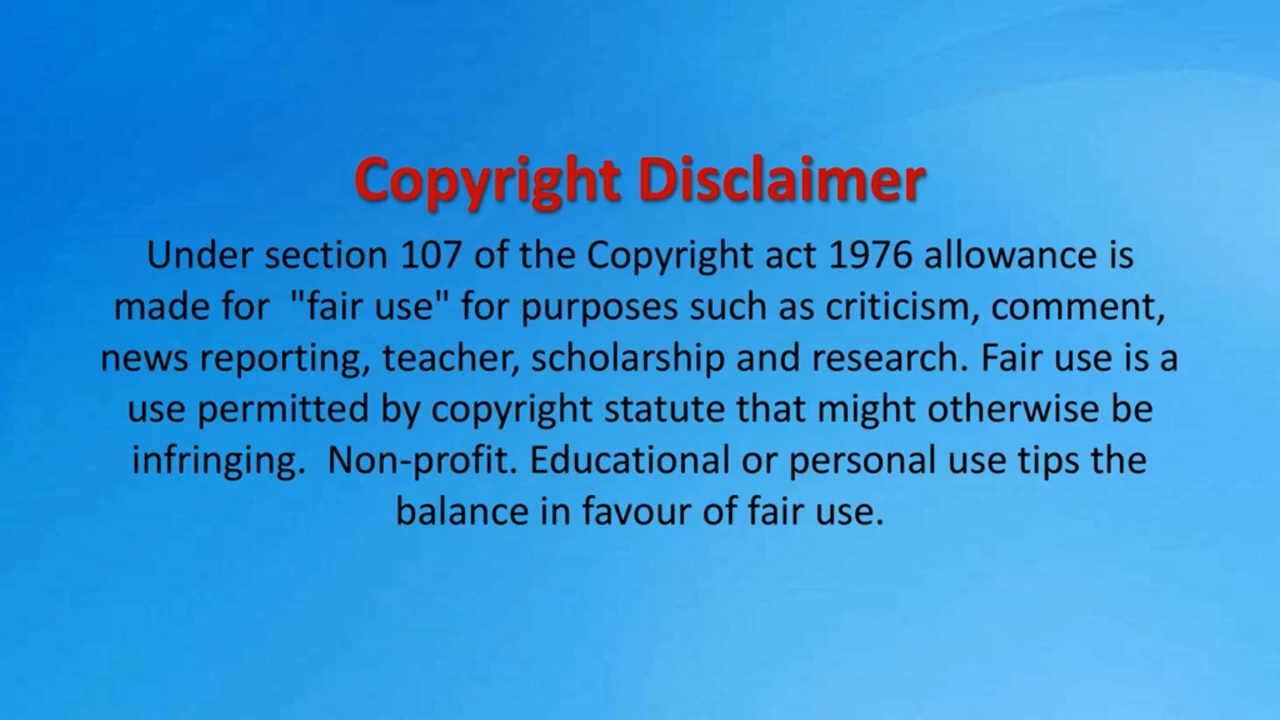 Copyright Disclaimer
Under section 107 of the Copyright act 1976 allowance is
made for  "fair use" for purposes such as criticism, comment,
news reporting, teacher, scholarship and research. Fair use is a
use permitted by copyright statute that might otherwise be
infringing.  Non-profit. Educational or personal use tips the
balance in favour of fair use.